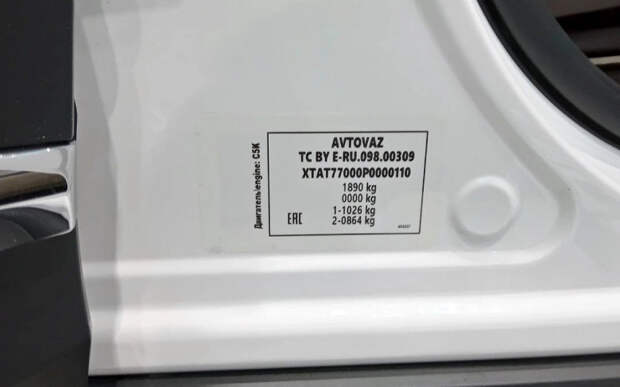 AVTOVAZ
TC BY E-RU.098.00309
XTAT77000P0000110
1890 kg
0000 kg
1-1026 kg
2-0864 kg
EAC
Двигатель/engine: C5K